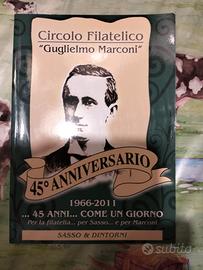 Circolo Filatelico
"Guglielmo Marconi"
45° ANNIVERSARIO
1966-2011
... 45 ANNI... COME UN GIORNO
Per la filatelia... per Sasso... e per Marconi
SASSO & DINTORNI
subito